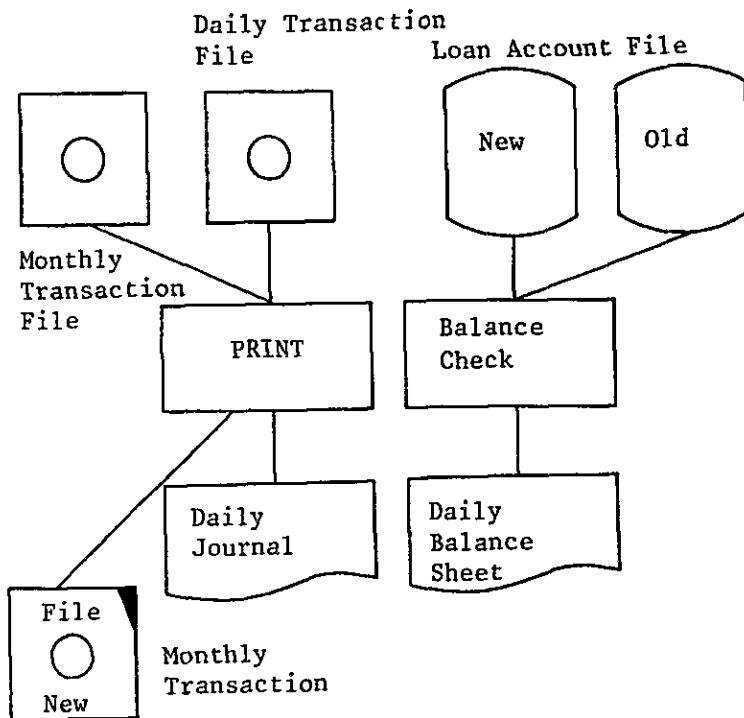 Daily Transaction
File
Loan Account File
New
Old
Monthly
Transaction
File
PRINT
Balance
Check
Daily
Journal
Daily
Balance
Sheet
File
New
Monthly
Transaction